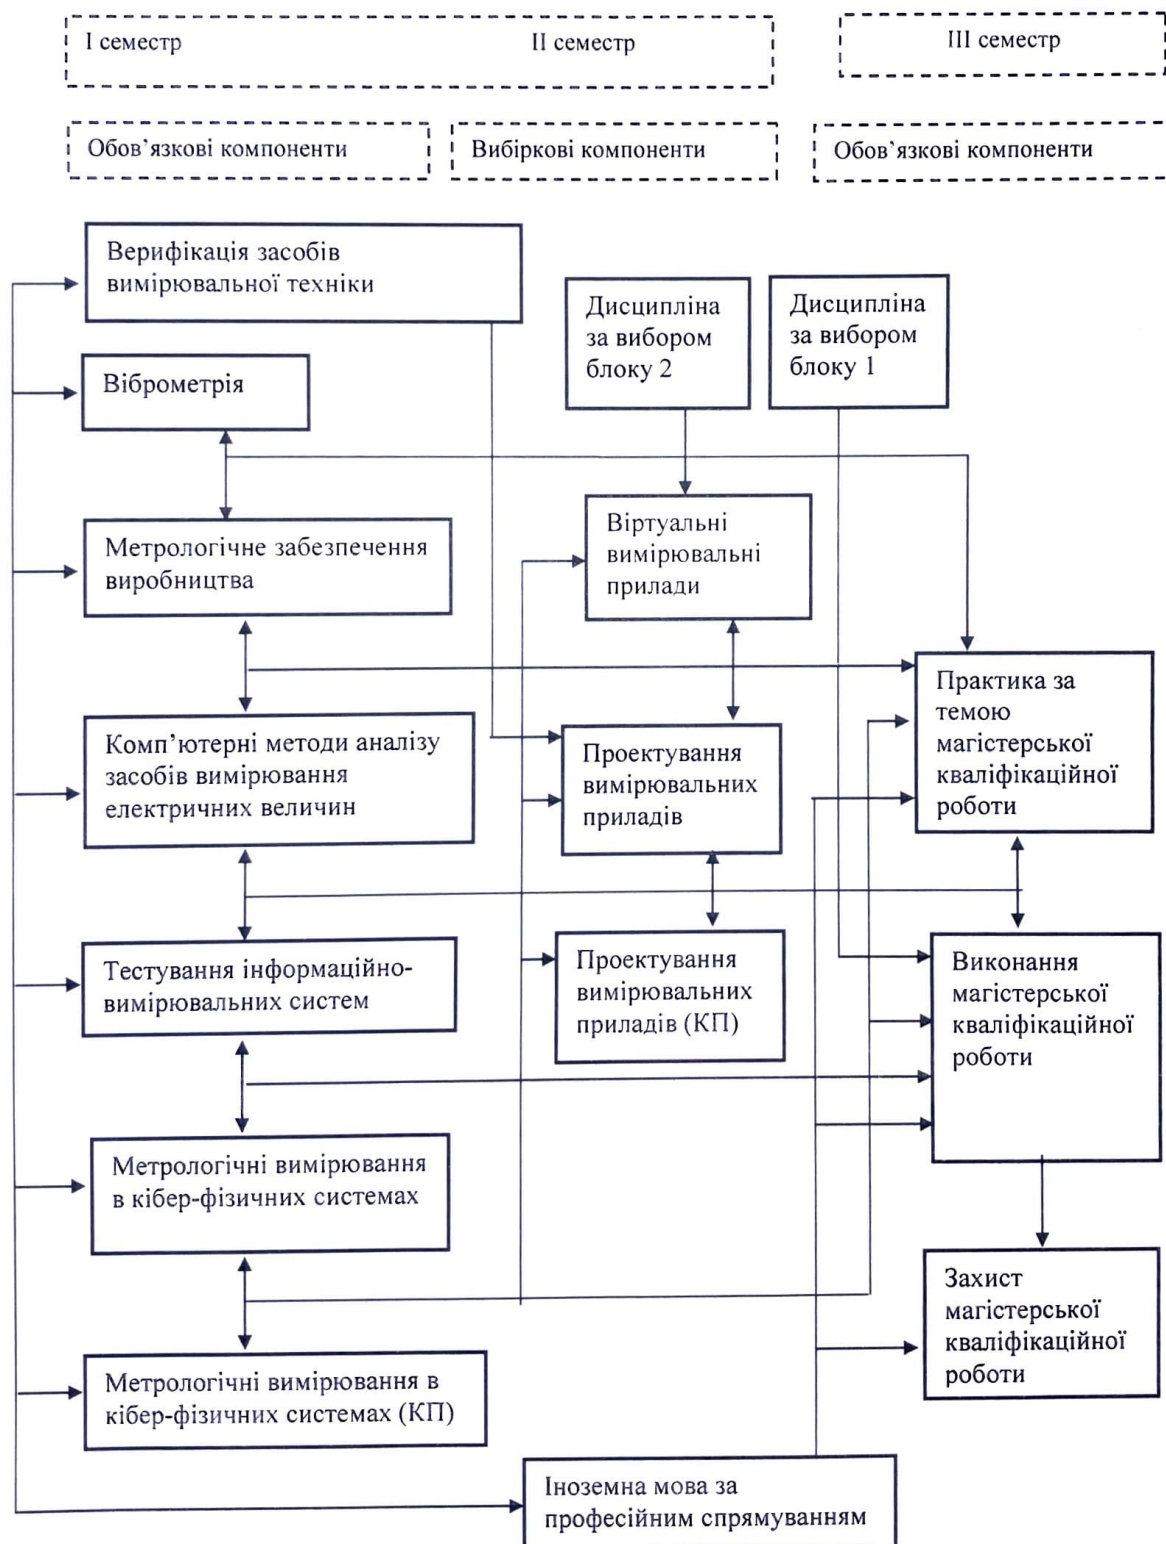 І семестр
ІІ семестр
ІІІ семестр
Обов’язкові компоненти
Вибіркові компоненти
Обов’язкові компоненти
Верифікація засобів
вимірювальної техніки
Дисципліна
за вибором
блоку 2
Дисципліна
за вибором
блоку 1
Віброметрія
Метрологічне забезпечення
виробництва
Віртуальні
вимірювальні
прилади
Практика за
темою
магістерської
кваліфікаційної
роботи
Комп’ютерні методи аналізу
засобів вимірювання
електричних величин
Проектування
вимірювальних
приладів
Тестування інформаційно-
вимірювальних систем
Проектування
вимірювальних
приладів (КП)
Виконання
магістерської
кваліфікаційної
роботи
Метрологічні вимірювання
в кібер-фізичних системах
Захист
магістерської
кваліфікаційної
роботи
Метрологічні вимірювання в
кібер-фізичних системах (КП)
Іноземна мова за
професійним спрямуванням